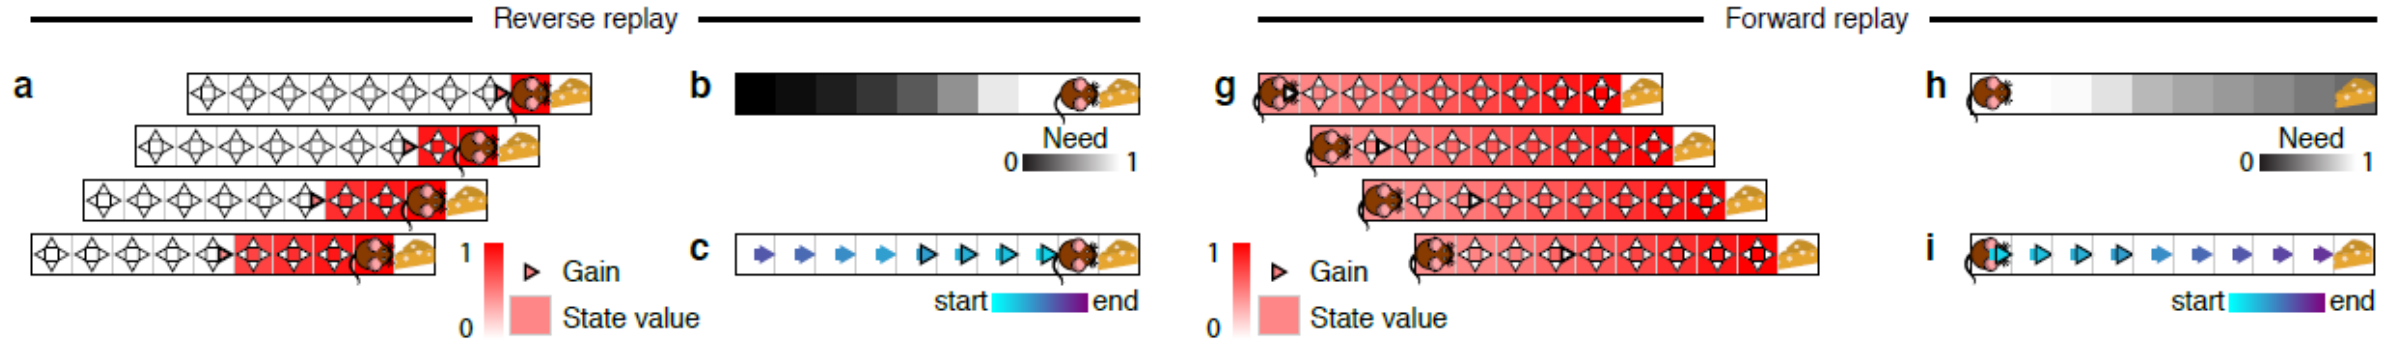 Reverse replay
Forward replay
a
b
Need
0 1
c
start end
1
0
Gain
State value
g
h
Need
0 1
i
start end
1
0
Gain
State value